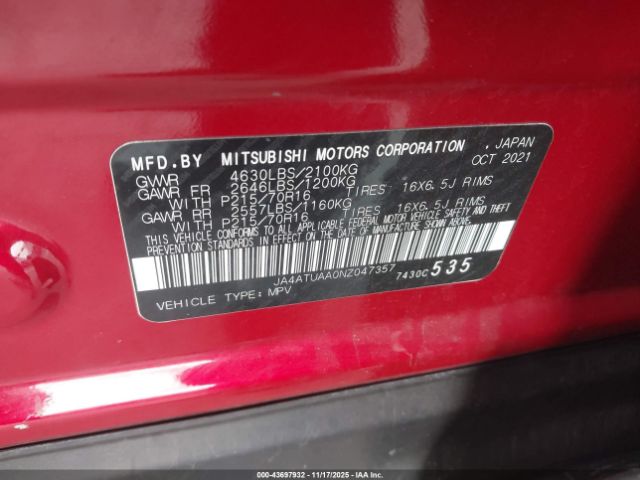 MFD.BY MITSUBISHI MOTORS CORPORATION , JAPAN
OCT 2021
GVWR 4630LBS/2100KG
GAWR FR 2646LBS/1200KG
WITH P215/70R16 TIRES: 16X6.5J RIMS
GAWR RR 2557LBS/1160KG
WITH P215/70R16 TIRES: 16X6.5J RIMS
THIS VEHICLE CONFORMS TO ALL APPLICABLE FEDERAL MOTOR VEHICLE SAFETY AND THEFT
PREVENTION STANDARDS IN EFFECT ON THE DATE OF MANUFACTURE SHOWN ABOVE.
JA4ATUAA0NZ047357 7430C 535
VEHICLE TYPE: MPV
000-43697932 - 11/17/2025 - IAAI.COM